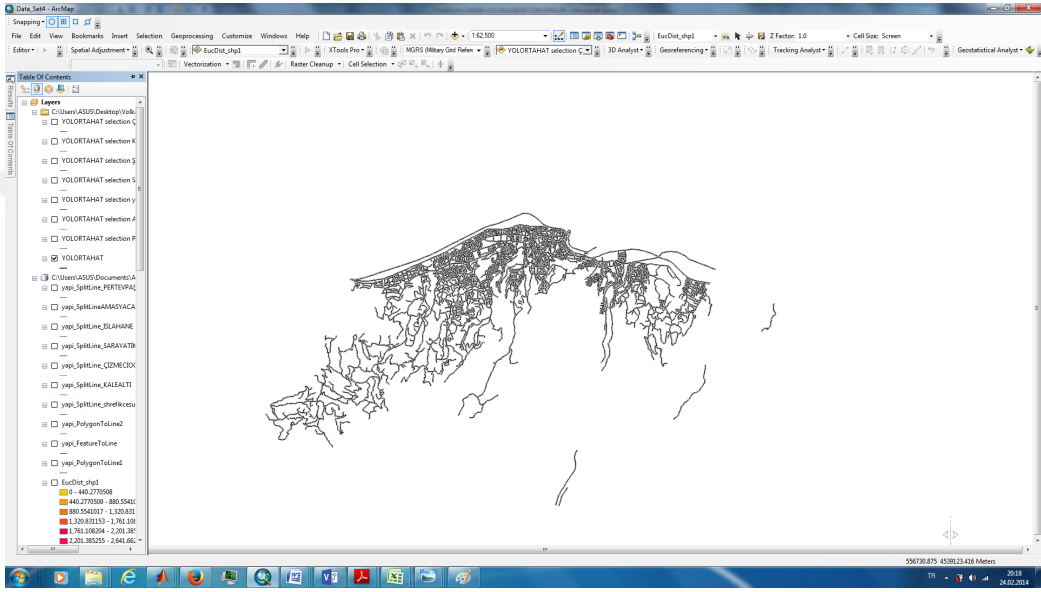 Data_Set4 - ArcMap
Snapping
File Edit View Bookmarks Insert Selection Geoprocessing Customize Windows Help 1:62.500 EucDist_shp1 Z Factor: 1.0 Cell Size: Screen
Editor Spatial Adjustment EucDist_shp1 XTools Pro MGRS (Military Grid Referen YOLORTAHAT selection Ç 3D Analyst Georeferencing Tracking Analyst Geostatistical Analyst
Vectorization Raster Cleanup Cell Selection
Table Of Contents
Results
Table Of Contents
Layers
C:\Users\ASUS\Desktop\Volk
YOLORTAHAT selection Ç
YOLORTAHAT selection K
YOLORTAHAT selection Ş
YOLORTAHAT selection S
YOLORTAHAT selection y
YOLORTAHAT selection A
YOLORTAHAT selection P
YOLORTAHAT
C:\Users\ASUS\Documents\A
yapi_SplitLine_PERTEVPAŞ
yapi_SplitLineAMASYACA
yapi_SplitLine_ISLAHANE
yapi_SplitLine_SARAYATIK
yapi_SplitLine_ÇIZMECIOĞ
yapi_SplitLine_KALEALTI
yapi_SplitLine_shrefikcesu
yapi_PolygonToLine2
yapi_FeatureToLine
yapi_PolygonToLine1
EucDist_shp1
0 - 440.2770508
440.2770509 - 880.55410
880.5541017 - 1,320.831
1,320.831153 - 1,761.108
1,761.108204 - 2,201.385
2,201.385255 - 2,641.662
556730.875 4539123.416 Meters
TR 20:18
24.02.2014